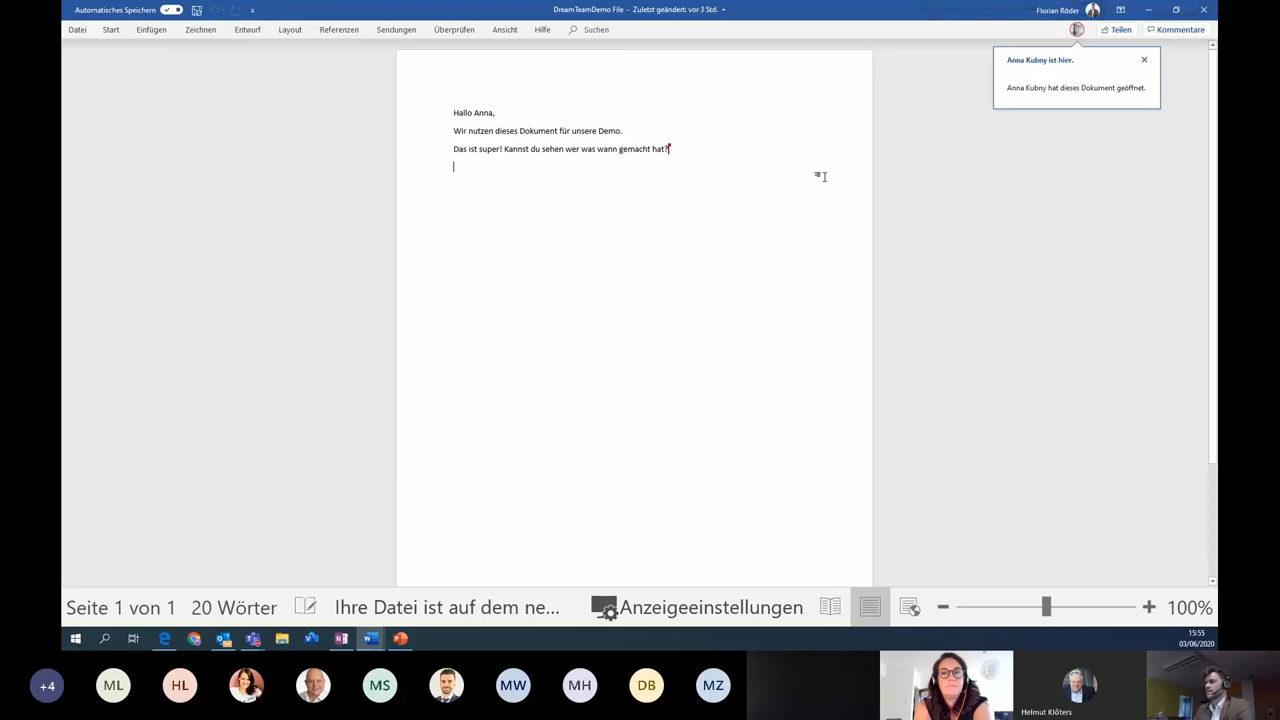 Automatisches Speichern
DreamTeamDemo File - Zuletzt geändert: vor 3 Std.
Florian Röder
Datei Start Einfügen Zeichnen Entwurf Layout Referenzen Sendungen Überprüfen Ansicht Hilfe Suchen Teilen Kommentare
Anna Kubny ist hier.
Anna Kubny hat dieses Dokument geöffnet.
Hallo Anna,
Wir nutzen dieses Dokument für unsere Demo.
Das ist super! Kannst du sehen wer was wann gemacht hat?
Seite 1 von 1 20 Wörter Ihre Datei ist auf dem ne... Anzeigeeinstellungen 100%
15:55
03/06/2020
+4 ML HL MS MW MH DB MZ
Helmut Klöters